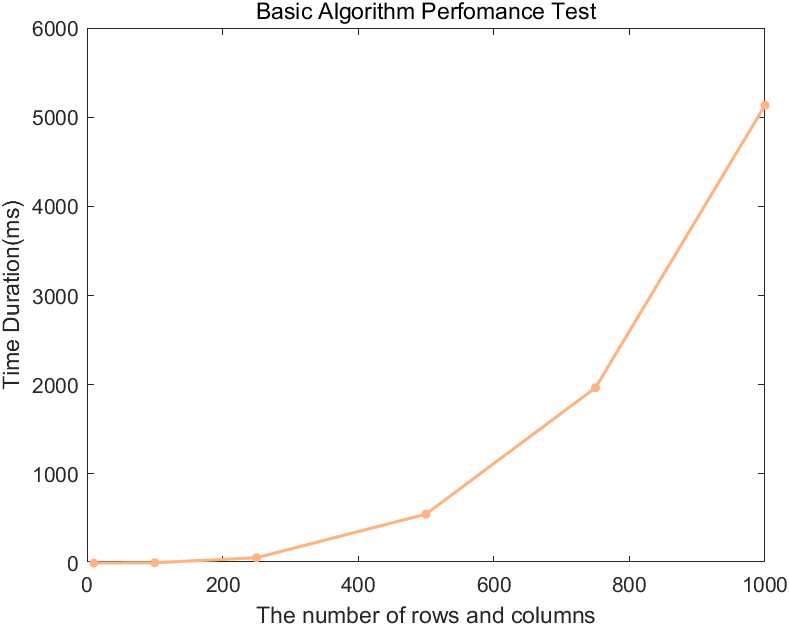 Basic Algorithm Perfomance Test
6000
5000
4000
3000
2000
1000
0
Time Duration(ms)
0 200 400 600 800 1000
The number of rows and columns